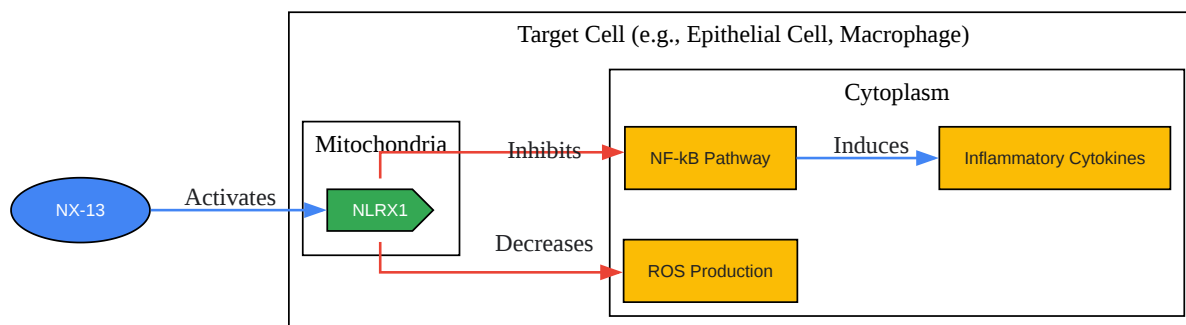 Target Cell (e.g., Epithelial Cell, Macrophage)
Cytoplasm
Mitochondria
Inhibits
NF-kB Pathway
Induces
Inflammatory Cytokines
NX-13
Activates
NLRX1
Decreases
ROS Production